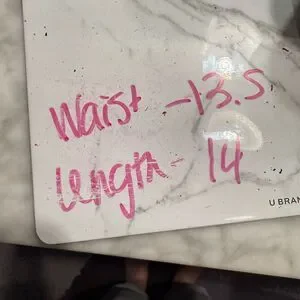 Waist - 13.5
Length - 14
U BRAN